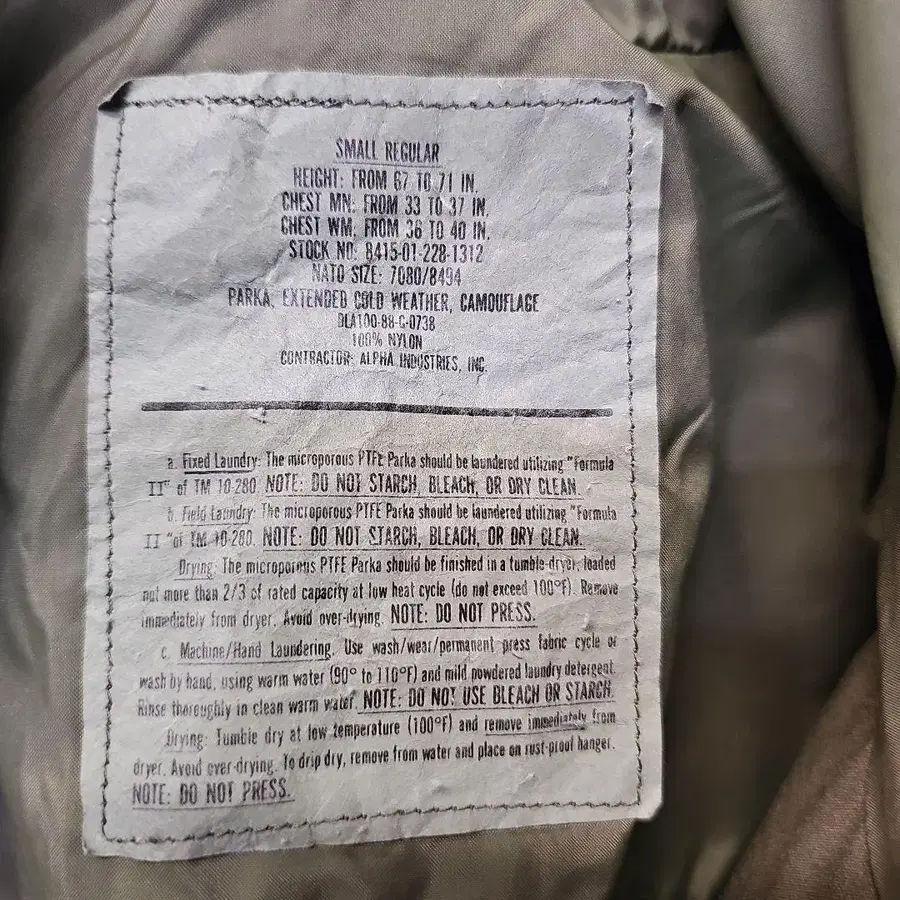 SMALL REGULAR
HEIGHT: FROM 67 TO 71 IN.
CHEST MN: FROM 33 TO 37 IN.
CHEST WM: FROM 36 TO 40 IN.
STOCK NO: 8415-01-228-1312
NATO SIZE: 7080/8494
PARKA, EXTENDED COLD WEATHER, CAMOUFLAGE
DLA100-88-C-0738
100% NYLON
CONTRACTOR: ALPHA INDUSTRIES, INC.
a. Fixed Laundry: The microporous PTFE Parka should be laundered utilizing "Formula
II" of TM 10-280. NOTE: DO NOT STARCH, BLEACH, OR DRY CLEAN.
b. Field Laundry: The microporous PTFE Parka should be laundered utilizing "Formula
II "of TM 10-280. NOTE: DO NOT STARCH, BLEACH, OR DRY CLEAN.
Drying: The microporous PTFE Parka should be finished in a tumble-dryer, loaded
not more than 2/3 of rated capacity at low heat cycle (do not exceed 100°F). Remove
immediately from dryer. Avoid over-drying. NOTE: DO NOT PRESS.
c. Machine/Hand Laundering. Use wash/wear/permanent press fabric cycle or
wash by hand, using warm water (90° to 110°F) and mild powdered laundry detergent.
Rinse thoroughly in clean warm water. NOTE: DO NOT USE BLEACH OR STARCH.
Drying: Tumble dry at low temperature (100°F) and remove immediately from
dryer. Avoid over-drying. To drip dry, remove from water and place on rust-proof hanger.
NOTE: DO NOT PRESS.